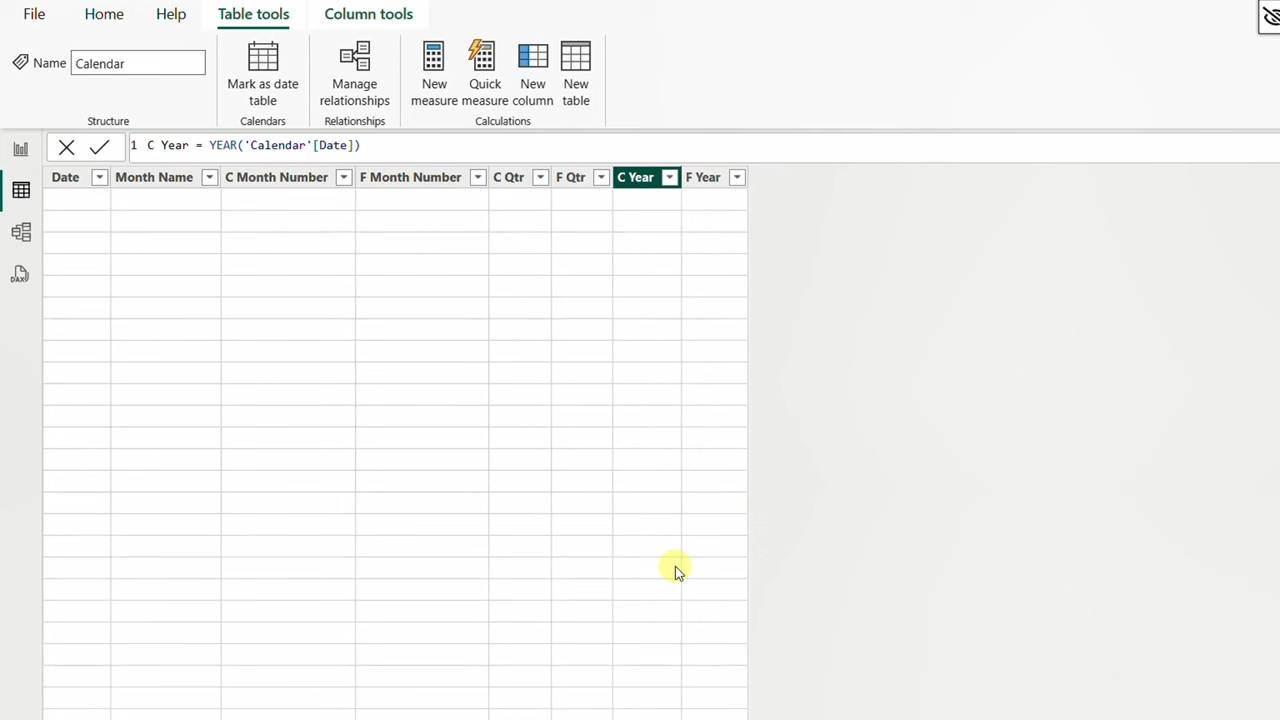 File Home Help Table tools Column tools
Name Calendar
Mark as date table
Manage relationships
New measure
Quick measure
New column
New table
Structure Calendars Relationships Calculations
1 C Year = YEAR('Calendar'[Date])
Date Month Name C Month Number F Month Number C Qtr F Qtr C Year F Year
DAX